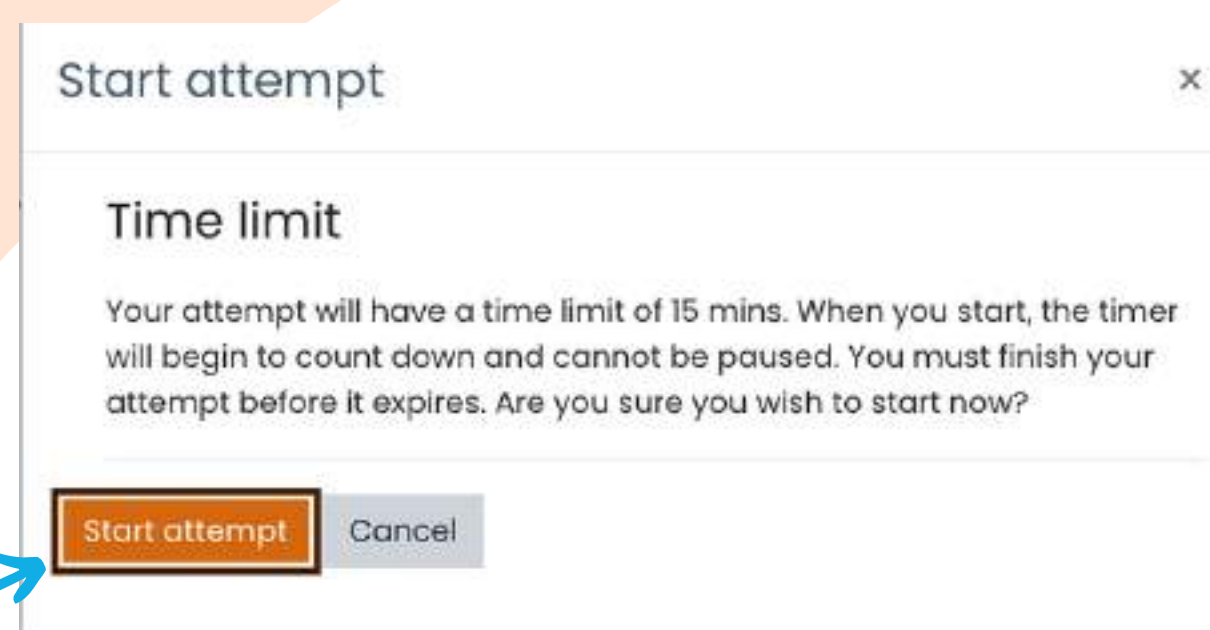 Start attempt ×
Time limit
Your attempt will have a time limit of 15 mins. When you start, the timer
will begin to count down and cannot be paused. You must finish your
attempt before it expires. Are you sure you wish to start now?
Start attempt Cancel